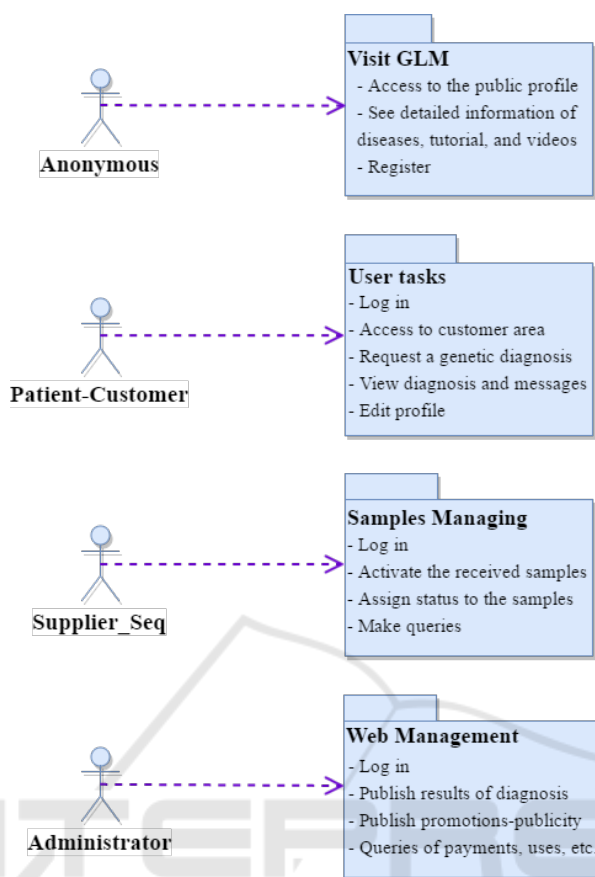 Visit GLM
- Access to the public profile
- See detailed information of
diseases, tutorial, and videos
- Register
Anonymous
User tasks
- Log in
- Access to customer area
- Request a genetic diagnosis
- View diagnosis and messages
- Edit profile
Patient-Customer
Samples Managing
- Log in
- Activate the received samples
- Assign status to the samples
- Make queries
Supplier_Seq
Web Management
- Log in
- Publish results of diagnosis
- Publish promotions-publicity
- Queries of payments, uses, etc.
Administrator